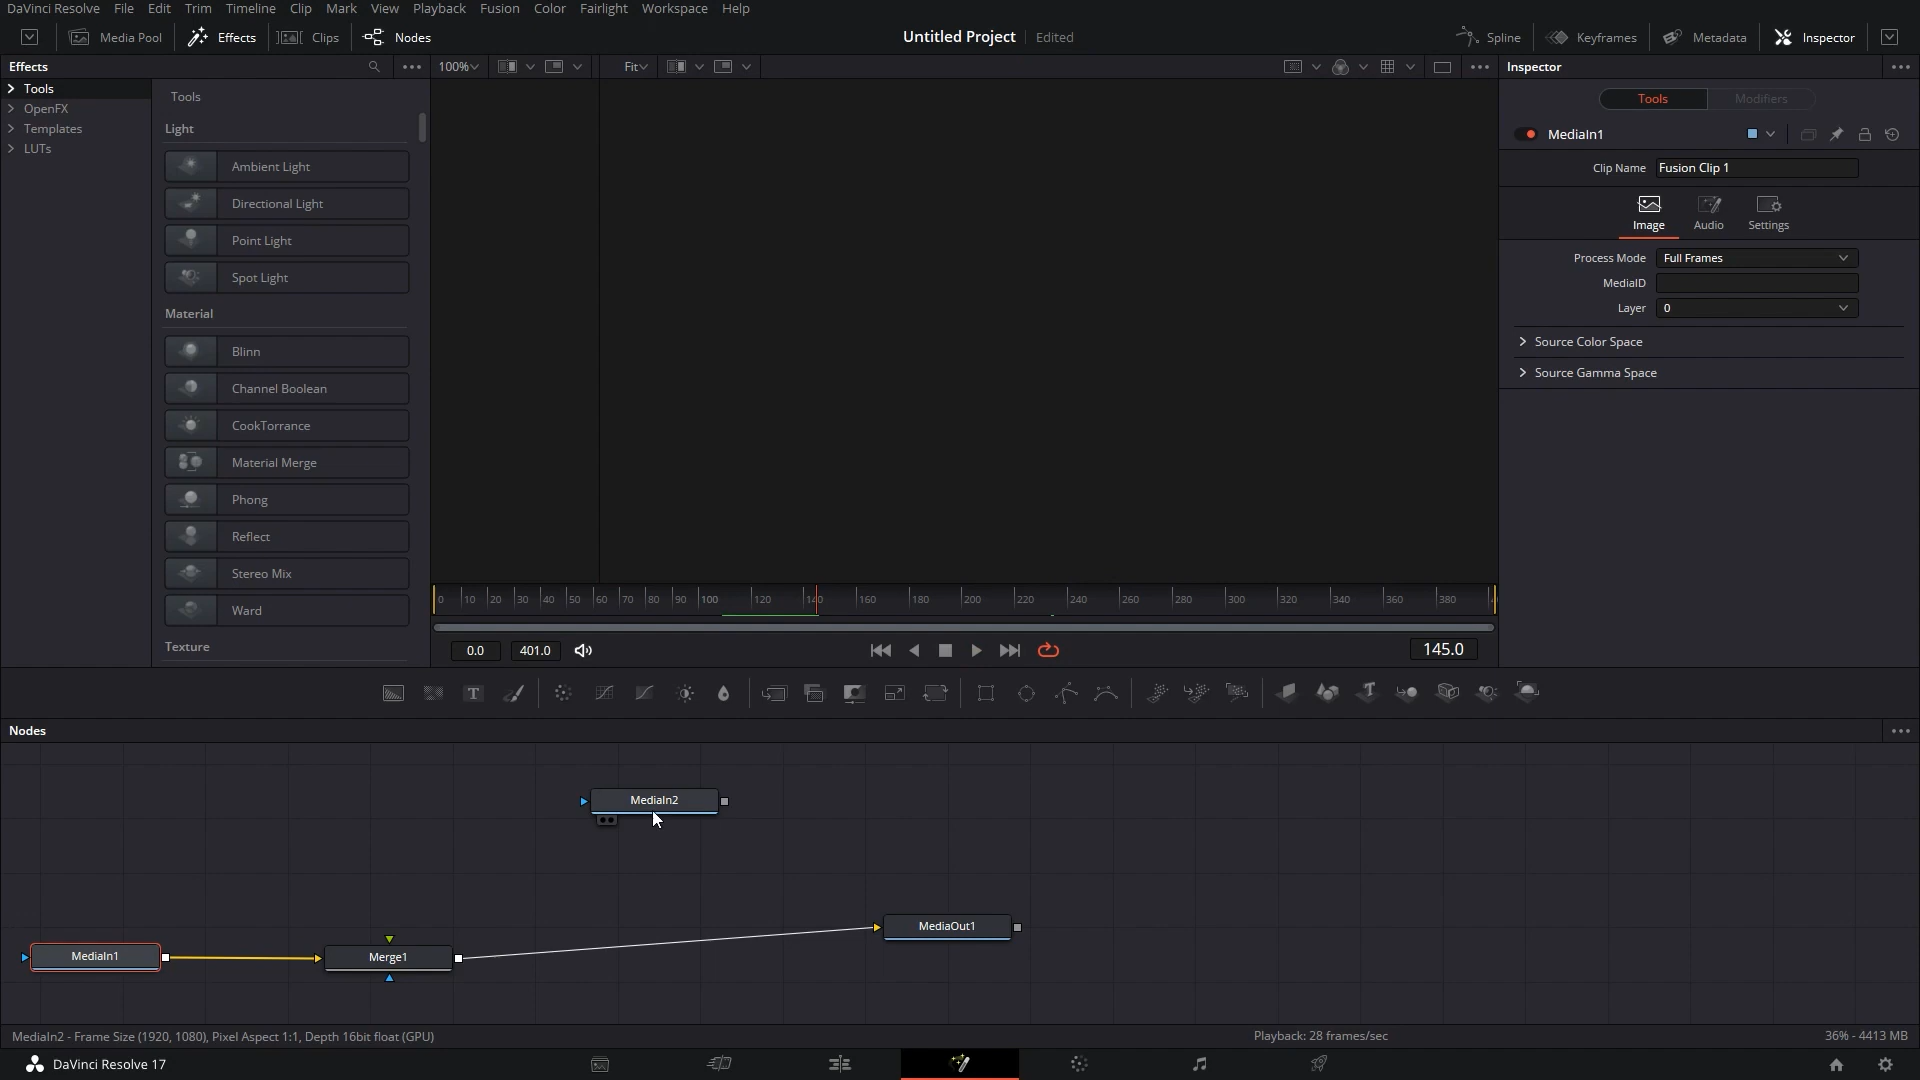 DaVinci Resolve File Edit Trim Timeline Clip Mark View Playback Fusion Color Fairlight Workspace Help
Media Pool Effects Clips Nodes Untitled Project Edited Spline Keyframes Metadata Inspector
Effects 100% Fit Inspector
Tools
OpenFX
Templates
LUTs
Tools
Light
Ambient Light
Directional Light
Point Light
Spot Light
Material
Blinn
Channel Boolean
CookTorrance
Material Merge
Phong
Reflect
Stereo Mix
Ward
Texture
Tools Modifiers
MediaIn1
Clip Name Fusion Clip 1
Image Audio Settings
Process Mode Full Frames
MediaID
Layer 0
Source Color Space
Source Gamma Space
0 10 20 30 40 50 60 70 80 90 100 120 140 160 180 200 220 240 260 280 300 320 340 360 380
0.0 401.0 145.0
Nodes
MediaIn2
MediaOut1
MediaIn1 Merge1
MediaIn2 - Frame Size (1920, 1080), Pixel Aspect 1:1, Depth 16bit float (GPU) Playback: 28 frames/sec 36% - 4413 MB
DaVinci Resolve 17